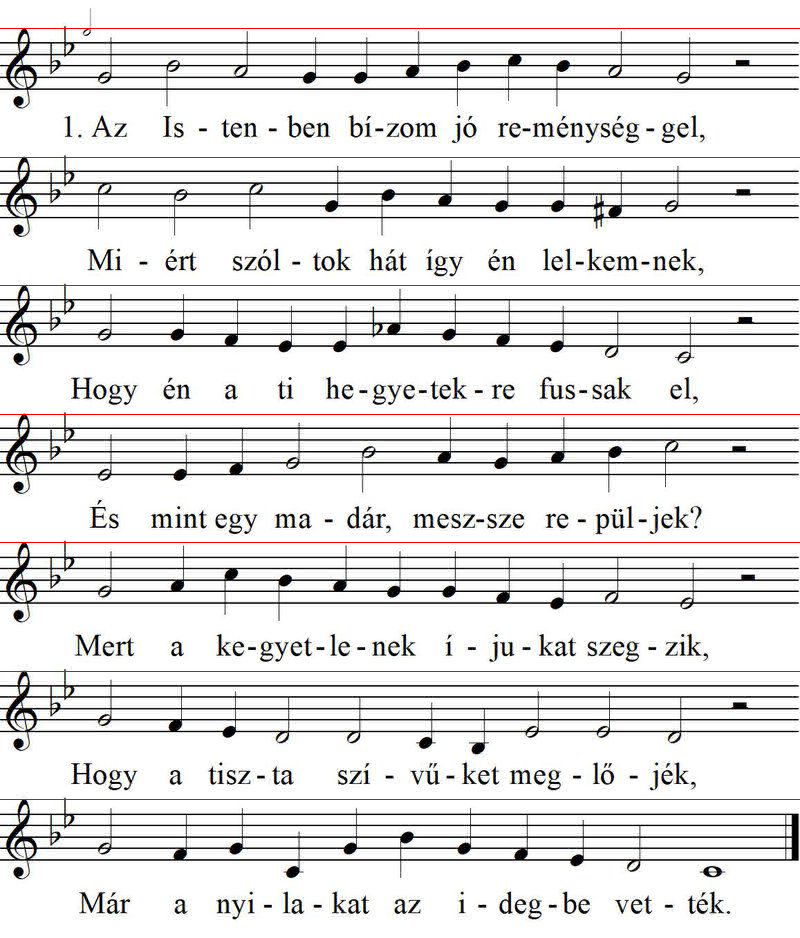 1. Az Is - ten - ben bí-zom jó re-ménység-gel,
Mi - ért szól - tok hát így én lel-kem-nek,
Hogy én a ti he-gye-tek - re fus-sak el,
És mint egy ma - dár, mesz-sze re - pül-jek?
Mert a ke-gyet-le-nek í - ju - kat szeg - zik,
Hogy a tisz - ta szí - vű - ket meg - lő - jék,
Már a nyi - la - kat az i - deg - be vet - ték.